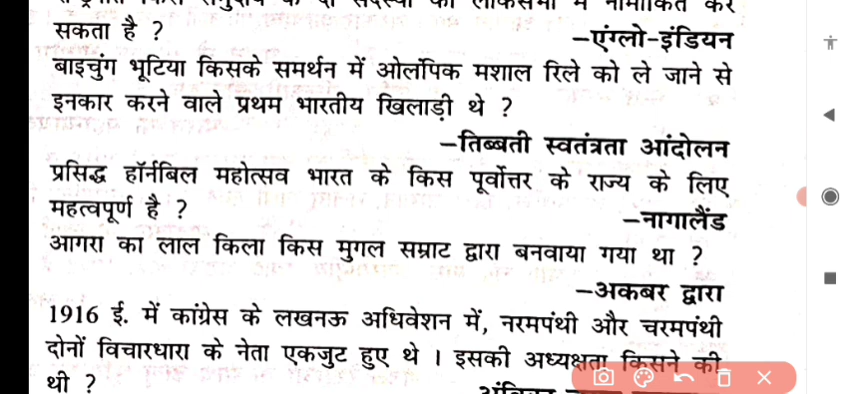 सकता है ?
–एंग्लो-इंडियन
बाइचुंग भूटिया किसके समर्थन में ओलंपिक मशाल रिले को ले जाने से
इनकार करने वाले प्रथम भारतीय खिलाड़ी थे ?
–तिब्बती स्वतंत्रता आंदोलन
प्रसिद्ध हॉर्नबिल महोत्सव भारत के किस पूर्वोत्तर के राज्य के लिए
महत्वपूर्ण है ?
–नागालैंड
आगरा का लाल किला किस मुगल सम्राट द्वारा बनवाया गया था ?
–अकबर द्वारा
1916 ई. में कांग्रेस के लखनऊ अधिवेशन में, नरमपंथी और चरमपंथी
दोनों विचारधारा के नेता एकजुट हुए थे । इसकी अध्यक्षता किसने की
थी ?